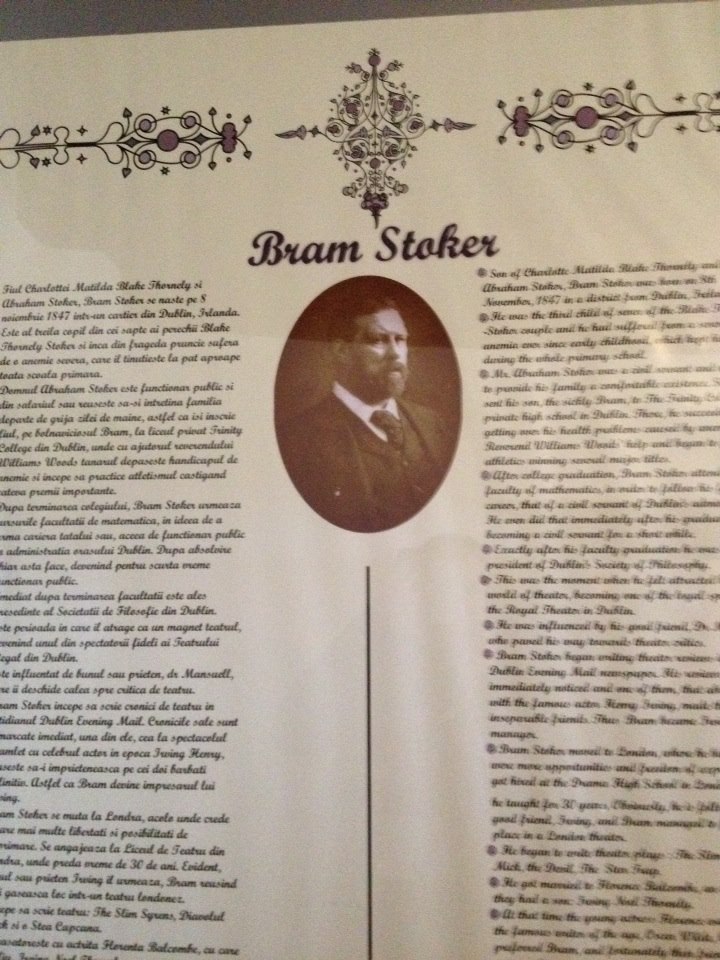 Bram Stoker
Fiul Charlottei Matilda Blake Thornely si
Abraham Stoker, Bram Stoker se naste pe 8
noiembrie 1847 intr-un cartier din Dublin, Irlanda.
Este al treila copil din cei sapte ai perechii Blake
Thornely Stoker si inca din frageda pruncie sufera
de o anemie severa, care il tinutieste la pat aproape
toata scoala primara.
Domnul Abraham Stoker este functionar public si
din salariul sau reuseste sa-si intretina familia
departe de grija zilei de maine, astfel ca isi inscrie
fiul, pe bolnaviciosul Bram, la liceul privat Trinity
College din Dublin, unde cu ajutorul reverendului
Williams Woods tanarul depaseste handicapul de
anemic si incepe sa practice atletismul castigand
cateva premii importante.
Dupa terminarea colegiului, Bram Stoker urmeaza
cursurile facultatii de matematica, in ideea de a
urma cariera tatalui sau, aceea de functionar public
administratia orasului Dublin. Dupa absolvire
chiar asta face, devenind pentru scurta vreme
functionar public.
Imediat dupa terminarea facultatii este ales
presedinte al Societatii de Filosofie din Dublin.
Este perioada in care il atrage ca un magnet teatrul,
devenind unul din spectatorii fideli ai Teatrului
Regal din Dublin.
este influentat de bunul sau prieten, dr. Mansuell,
care ii deschide calea spre critica de teatru.
Bram Stoker incepe sa scrie cronici de teatru in
cotidianul Dublin Evening Mail. Cronicile sale sunt
remarcate imediat, una din ele, cea la spectacolul
Hamlet cu celebrul actor in epoca Irving Henry,
sa-i imprieteneasca pe cei doi barbati
Astfel ca Bram devine impresarul lui
Irving.
Bram Stoker se muta la Londra, acolo unde crede
mai multe libertati si posibilitati de
exprimare. Se angajeaza la Liceul de Teatru din
Londra, unde preda vreme de 30 de ani. Evident,
bunul sau prieten Irving il urmeaza, Bram reusind
gaseasca loc intr-un teatru londonez.
Incepe sa scrie teatru: The Slim Syrens, Diavolul
si o Stea Capcana.
casatoreste cu actrita Florenta Balcombe, cu care
Son of Charlotte Matilda Blake Thornely and
Abraham Stoker, Bram Stoker was born on 8th
November, 1847 in a district from Dublin,
He was the third child of seven of the Blake
-Stoker couple and he had suffered from a
anemia ever since early childhood, which kept
during the whole primary school.
Mr. Abraham Stoker was a civil servant and
to provide his family a comfortable existence.
sent his son, the sickly Bram, to The Trinity
private high school in Dublin. There, he
getting over his health problems caused by
Reverend Williams Woods' help and began to
athletics winning several major titles.
After college graduation, Bram Stoker
faculty of mathematics, in order to follow his
career, that of a civil servant of Dublin's
He even did that immediately after his
becoming a civil servant for a short while.
Exactly after his faculty graduation he was
president of Dublin's Society of Philosophy.
This was the moment when he felt attracted
world of theater, becoming one of the loyal
the Royal Theater in Dublin.
He was influenced by his good friend, Dr.
who paved his way towards theater critics.
Bram Stoker began writing theater reviews
Dublin Evening Mail newspaper. His reviews
immediately noticed and one of them, that
with the famous actor Henry Irving, made
inseparable friends. Thus Bram became
manager.
Bram Stoker moved to London, where he
were more opportunities and freedom of
got hired at the Drama High School in
he taught for 30 years. Obviously, he is
good friend, Irving, and Bram managed to
place in a London theater.
He began to write theater plays: The Slim
Mick, the Devil, The Star Trap.
He got married to Florence Balcombe,
they had a son: Irving Noel Thornely.
At that time the young actress Florence
the famous writer of the age, Oscar Wilde,
preferred Bram, and fortunately